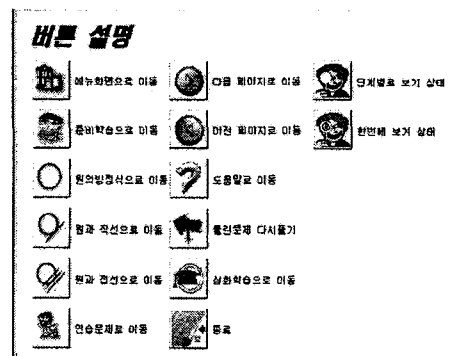 버튼 설명
메뉴화면으로 이동
다음 페이지로 이동
단계별로 보기 상태
준비학습으로 이동
이전 페이지로 이동
한번에 보기 상태
원의방정식으로 이동
도움말로 이동
원과 직선으로 이동
틀린문제 다시풀기
원과 접선으로 이동
심화학습으로 이동
연습문제로 이동
종료